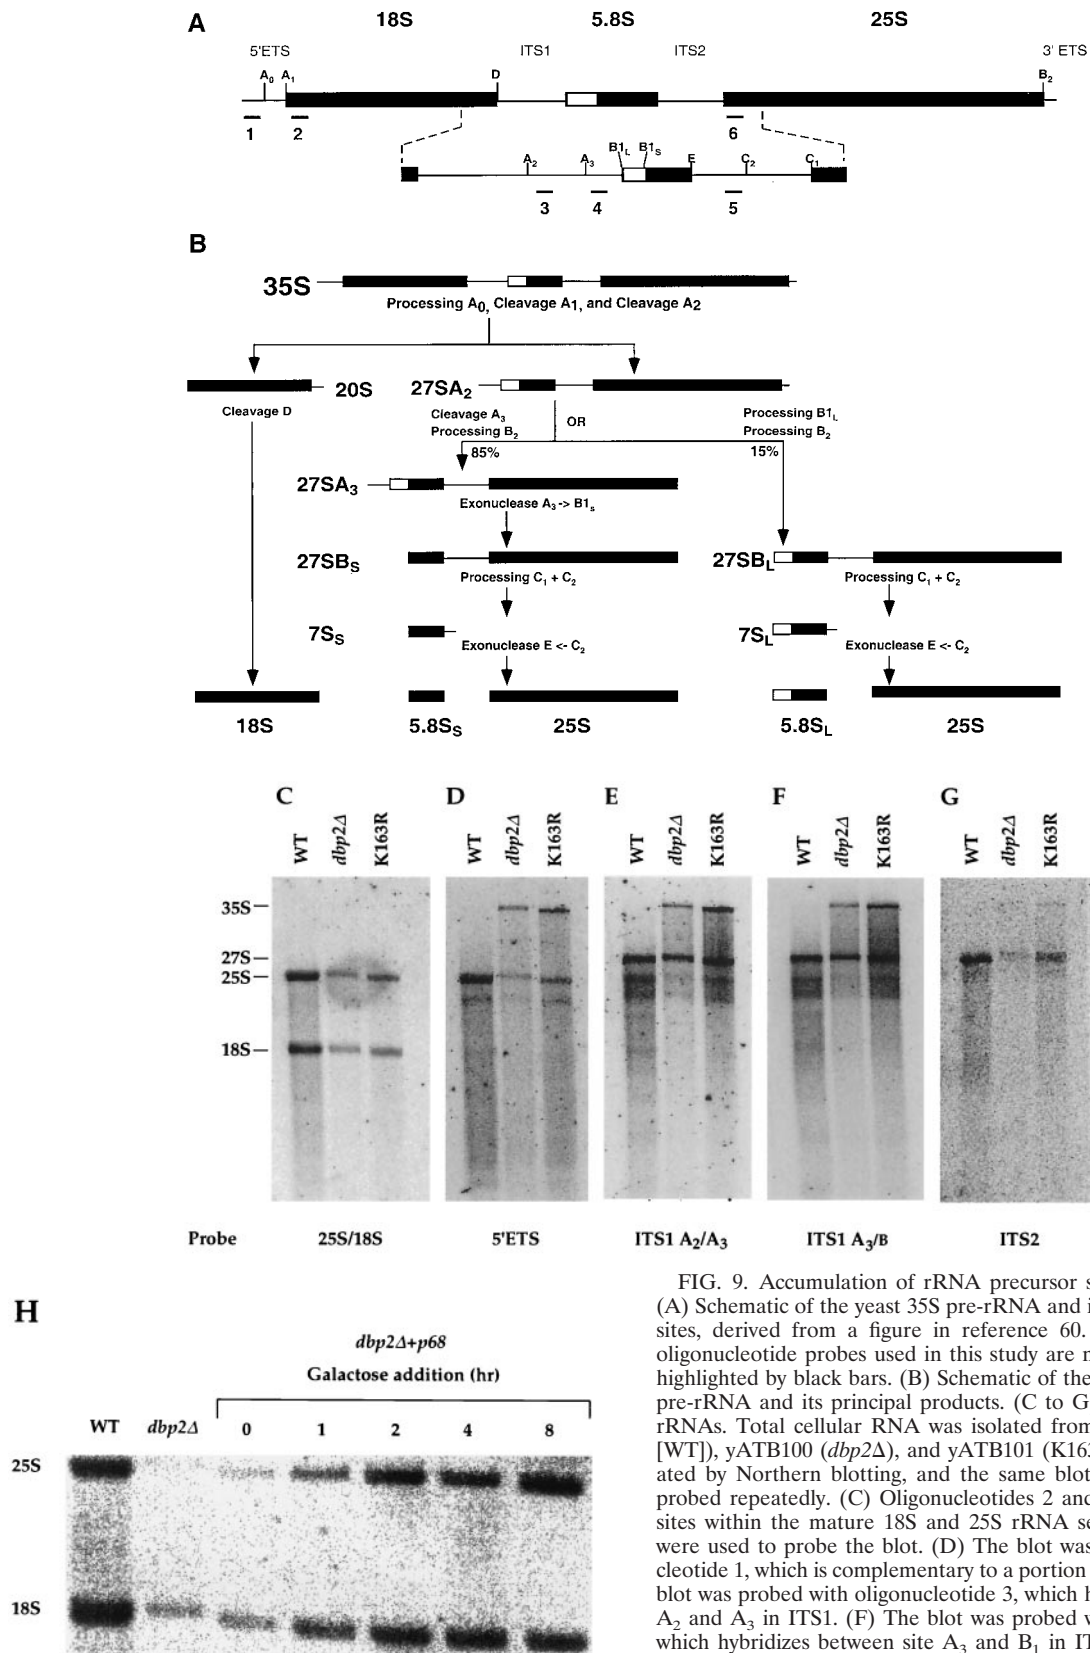 A
18S 5.8S 25S
5'ETS ITS1 ITS2 3' ETS
A0 A1 D B2
1 2 6
A2 A3 B1L B1S E C2 C1
3 4 5
B
35S
Processing A0, Cleavage A1, and Cleavage A2
20S 27SA2
Cleavage D
Cleavage A3
Processing B2
OR
Processing B1L
Processing B2
85% 15%
27SA3
Exonuclease A3 -> B1s
27SBS 27SBL
Processing C1 + C2 Processing C1 + C2
7SS 7SL
Exonuclease E <- C2 Exonuclease E <- C2
18S 5.8SS 25S 5.8SL 25S
C D E F G
WT dbp2Δ K163R WT dbp2Δ K163R WT dbp2Δ K163R WT dbp2Δ K163R WT dbp2Δ K163R
35S
27S
25S
18S
Probe 25S/18S 5'ETS ITS1 A2/A3 ITS1 A3/B ITS2
H
dbp2Δ+p68
Galactose addition (hr)
WT dbp2Δ 0 1 2 4 8
25S
18S
FIG. 9. Accumulation of rRNA precursor s
(A) Schematic of the yeast 35S pre-rRNA and i
sites, derived from a figure in reference 60.
oligonucleotide probes used in this study are n
highlighted by black bars. (B) Schematic of the
pre-rRNA and its principal products. (C to G
rRNAs. Total cellular RNA was isolated from
[WT]), yATB100 (dbp2Δ), and yATB101 (K163
ated by Northern blotting, and the same blot
probed repeatedly. (C) Oligonucleotides 2 and
sites within the mature 18S and 25S rRNA se
were used to probe the blot. (D) The blot was
cleotide 1, which is complementary to a portion
blot was probed with oligonucleotide 3, which h
A2 and A3 in ITS1. (F) The blot was probed w
which hybridizes between site A3 and B1 in IT